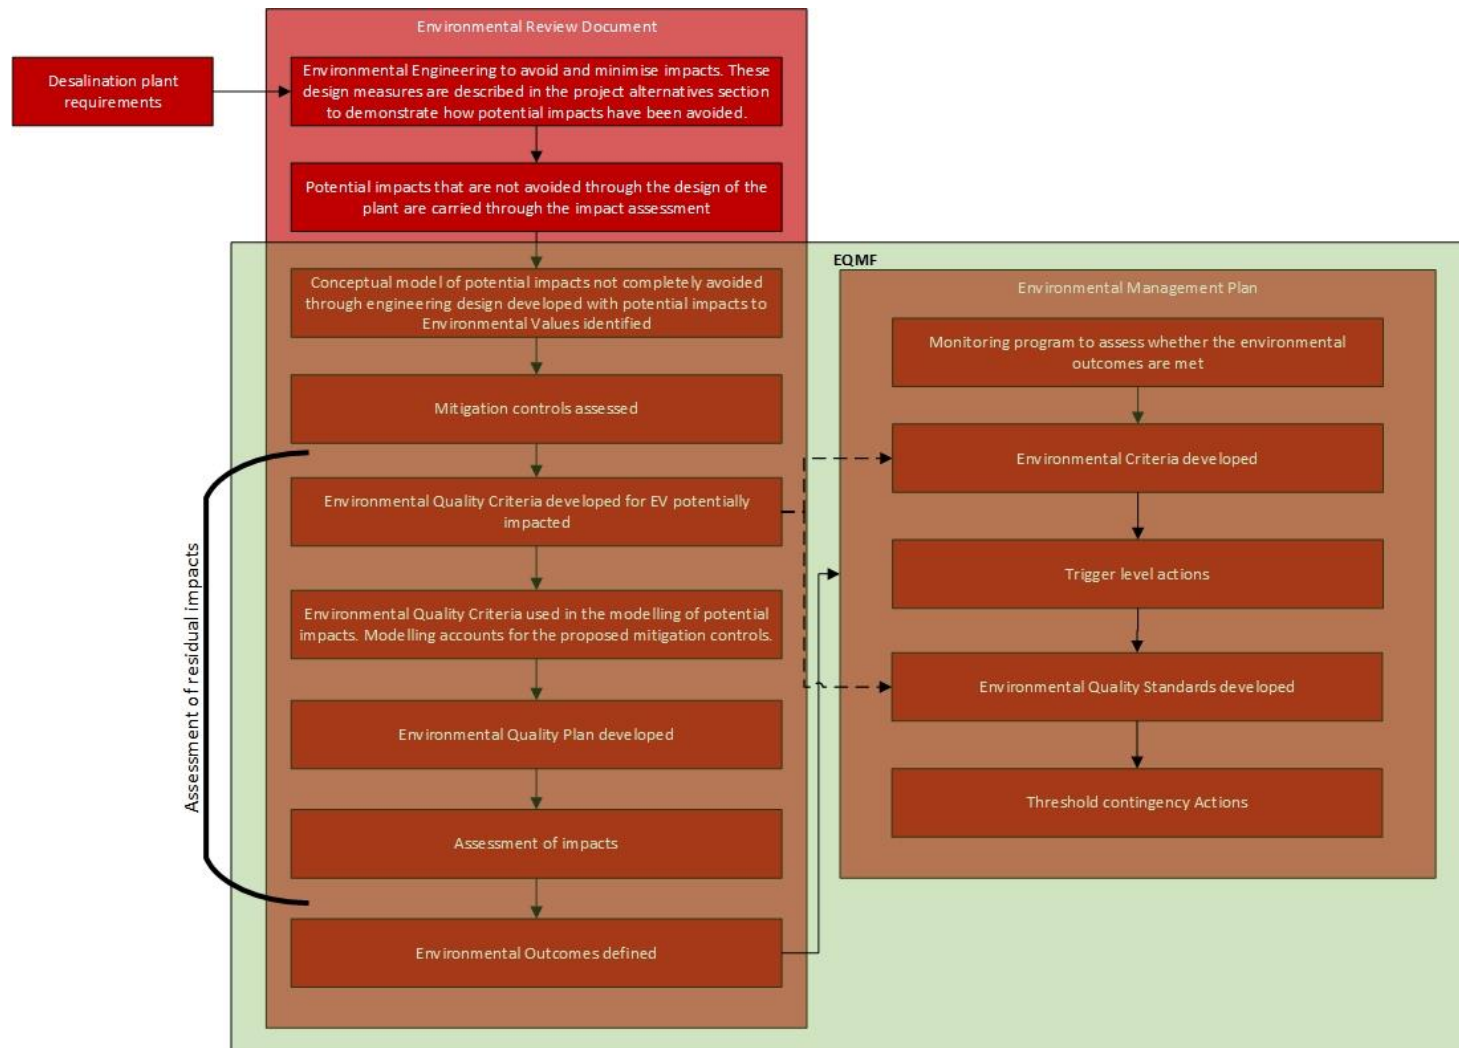 Environmental Review Document
Desalination plant
requirements
Environmental Engineering to avoid and minimise impacts. These
design measures are described in the project alternatives section
to demonstrate how potential impacts have been avoided.
Potential impacts that are not avoided through the design of the
plant are carried through the impact assessment
Conceptual model of potential impacts not completely avoided
through engineering design developed with potential impacts to
Environmental Values identified
Mitigation controls assessed
Environmental Quality Criteria developed for EV potentially
impacted
Environmental Quality Criteria used in the modelling of potential
impacts. Modelling accounts for the proposed mitigation controls.
Environmental Quality Plan developed
Assessment of impacts
Environmental Outcomes defined
Assessment of residual impacts
EQMF
Environmental Management Plan
Monitoring program to assess whether the environmental
outcomes are met
Environmental Criteria developed
Trigger level actions
Environmental Quality Standards developed
Threshold contingency Actions